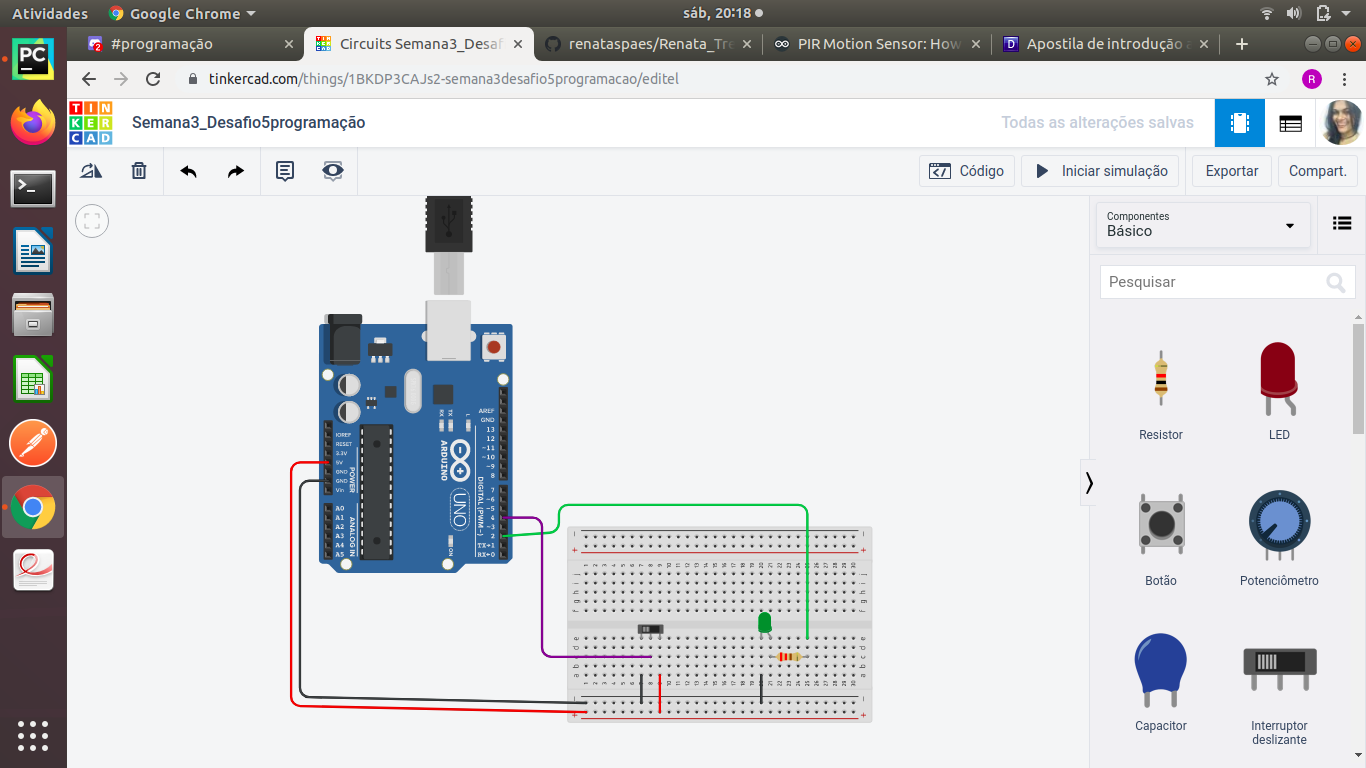 Atividades
Google Chrome
sáb, 20:18
#programação
Circuits Semana3_Desaf
renataspaes/Renata_Tre
PIR Motion Sensor: How
Apostila de introdução a
tinkercad.com/things/1BKDP3CAJs2-semana3desafio5programacao/editel
R
TIN
KER
CAD
Semana3_Desafio5programação
Todas as alterações salvas
Código
Iniciar simulação
Exportar
Compart.
Componentes
Básico
Pesquisar
Resistor
LED
Botão
Potenciômetro
Capacitor
Interruptor
deslizante
AREF
GND
13
12
~11
~10
~9
8
7
~6
~5
4
~3
2
TX→1
RX←0
DIGITAL (PWM~)
IOREF
RESET
3.3V
5V
GND
GND
Vin
POWER
A0
A1
A2
A3
A4
A5
ANALOG IN
RX
TX
L
ARDUINO
UNO
ON